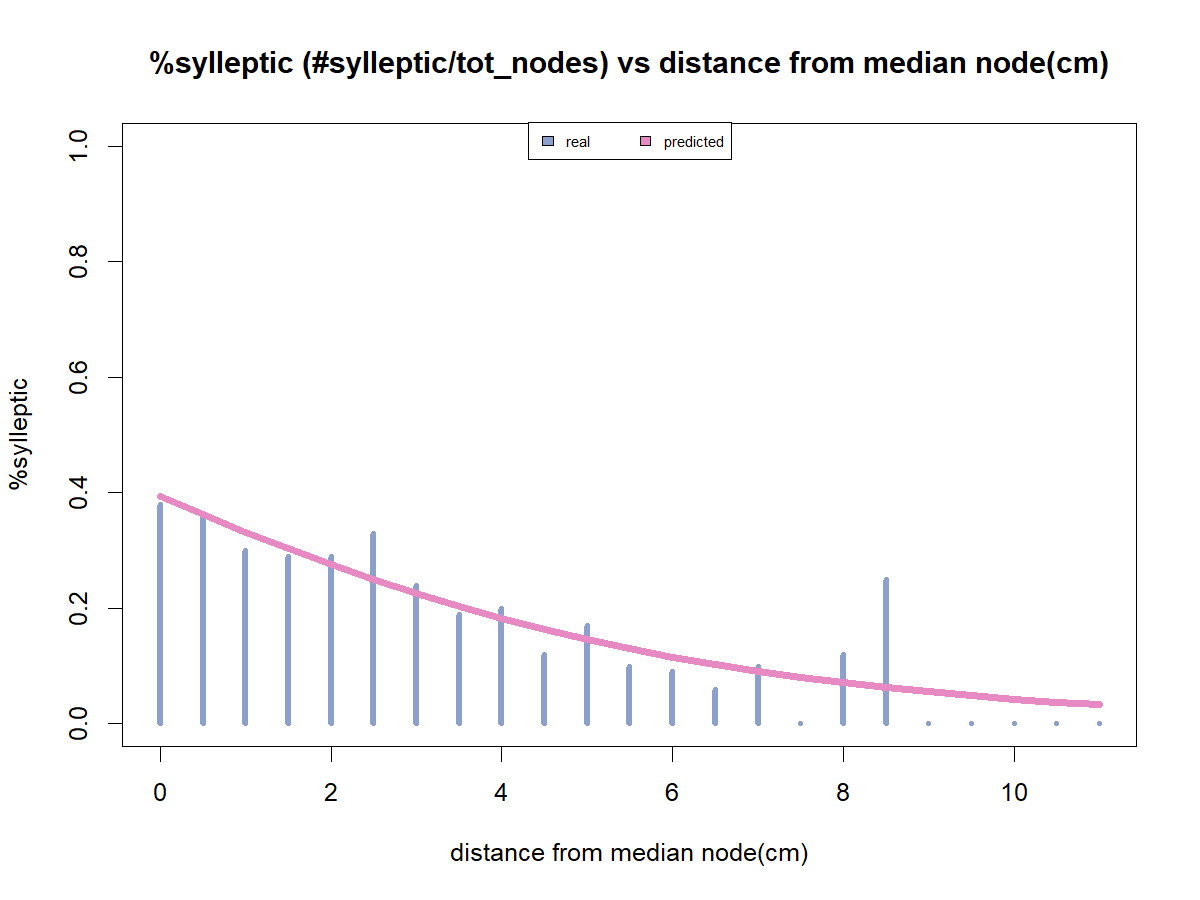 %sylleptic (#sylleptic/tot_nodes) vs distance from median node(cm)
real predicted
1.0
0.8
0.6
0.4
0.2
0.0
%sylleptic
0 2 4 6 8 10
distance from median node(cm)